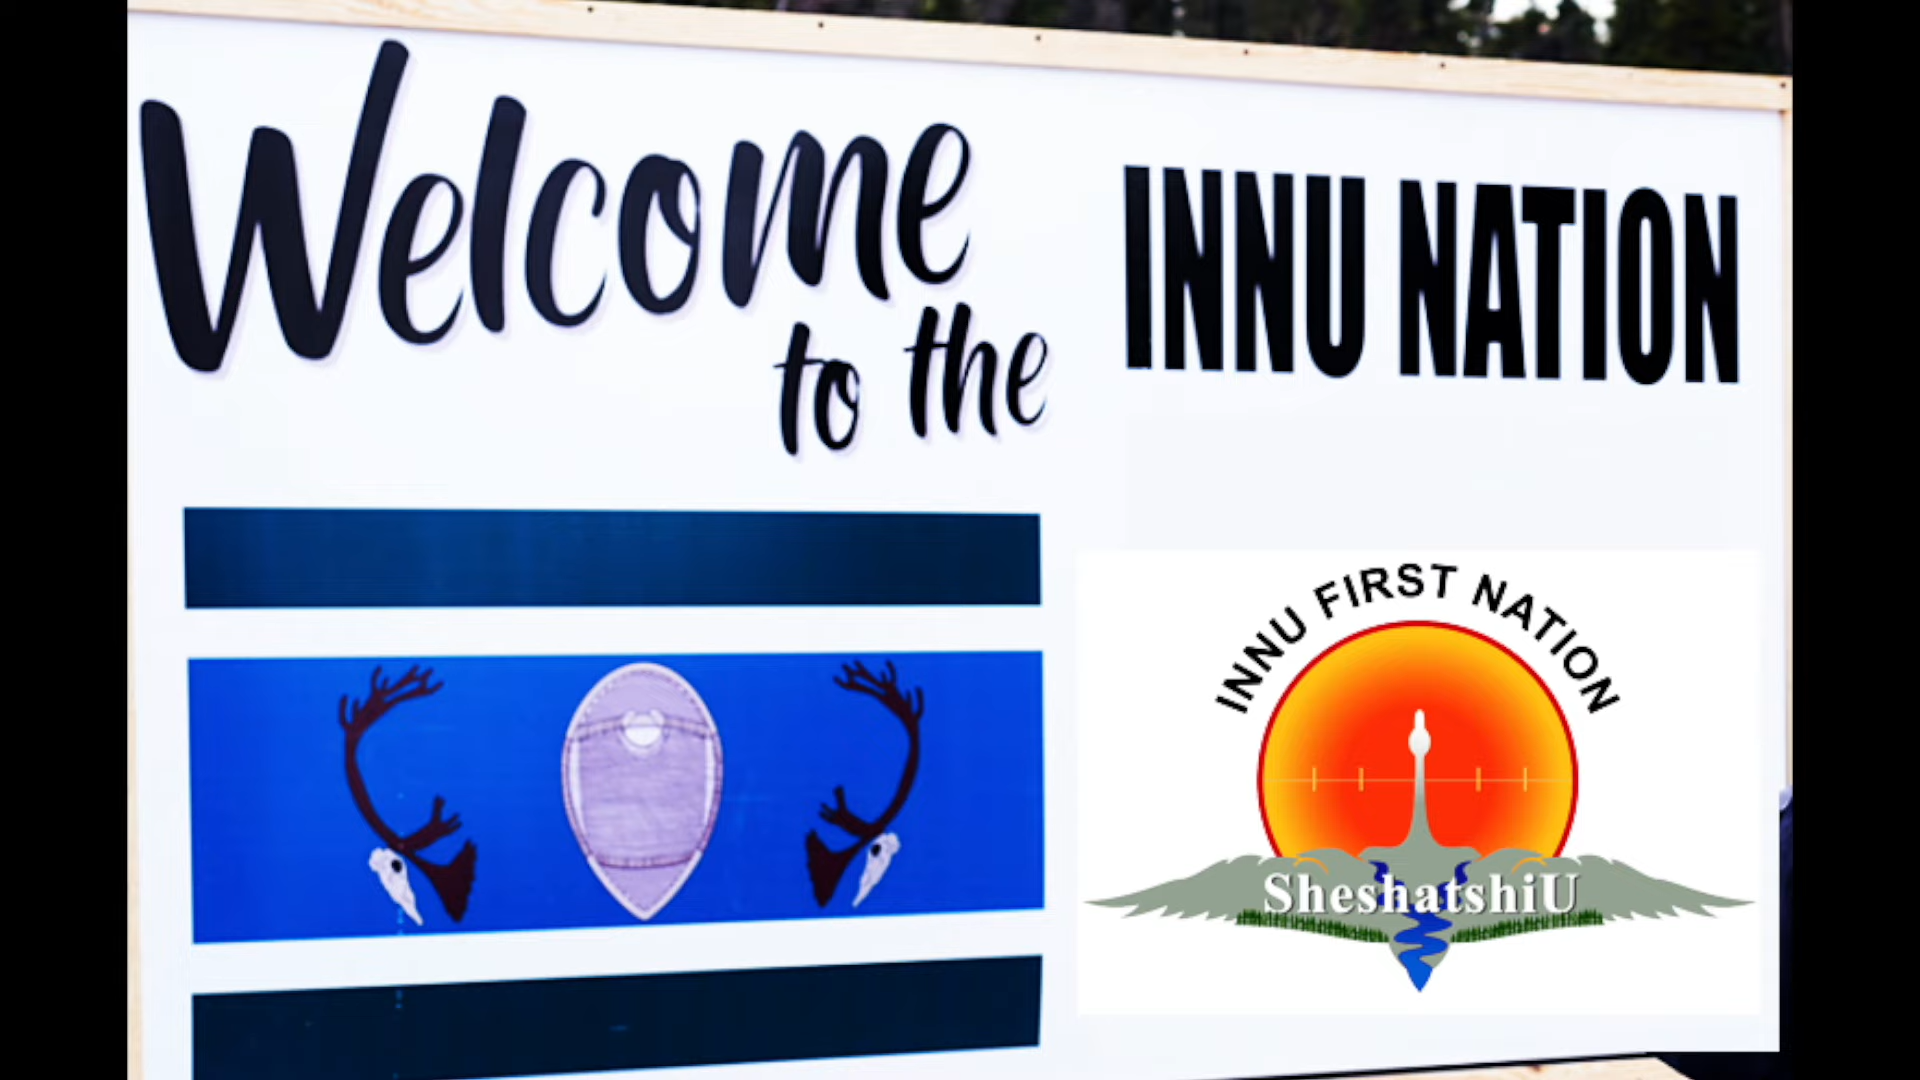 Welcome
to the
INNU NATION
INNU FIRST NATION
SheshatshiU